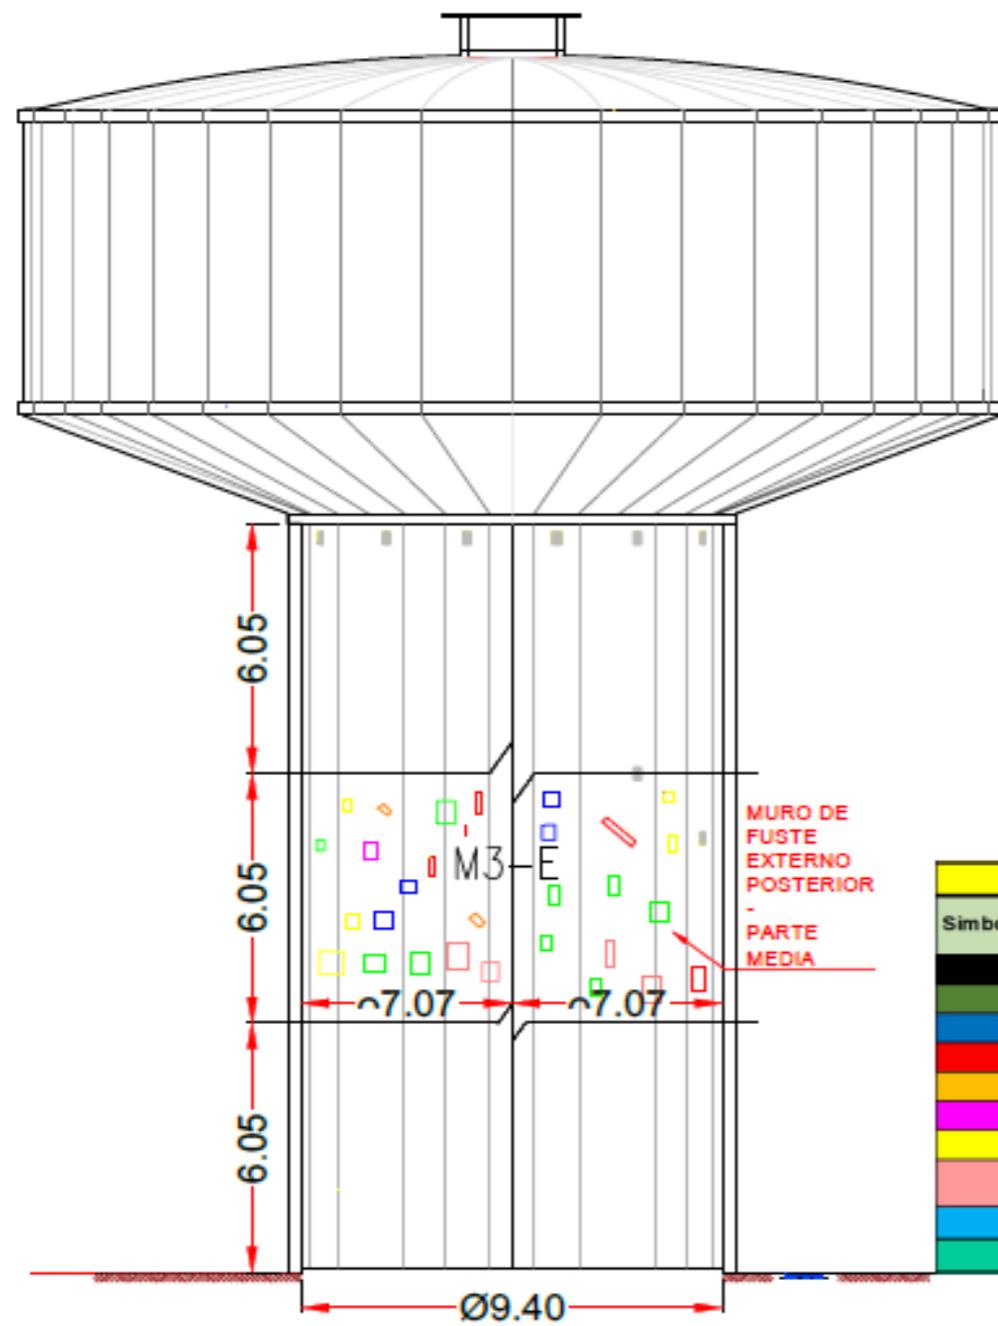 6.05
M3
E
MURO DE
FUSTE
EXTERNO
POSTERIOR
-
PARTE
MEDIA
6.05
⌒7.07
⌒7.07
6.05
Ø9.40